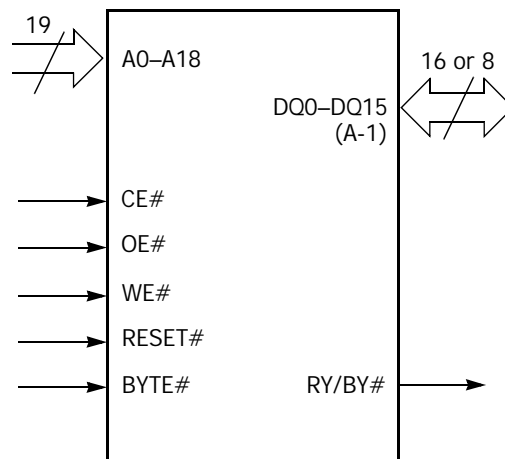 19
A0–A18
16 or 8
DQ0–DQ15
(A-1)
CE#
OE#
WE#
RESET#
BYTE#
RY/BY#